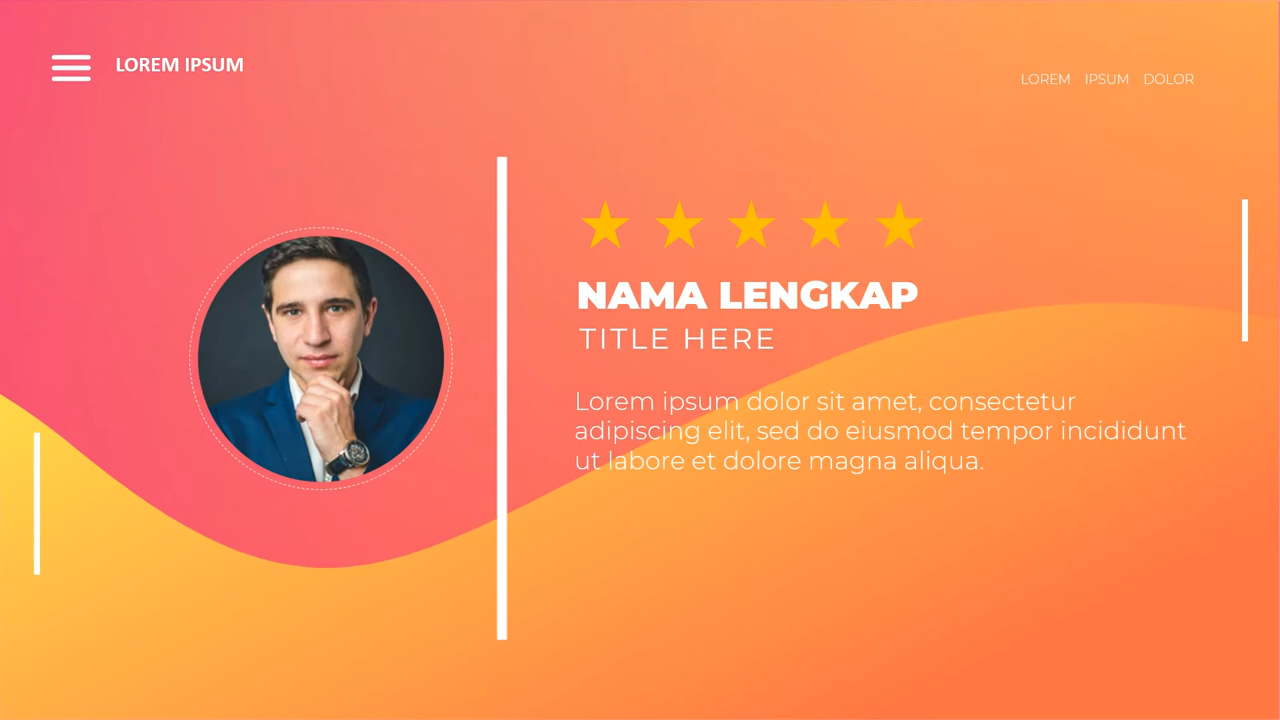 LOREM IPSUM
LOREM IPSUM DOLOR
NAMA LENGKAP
TITLE HERE
Lorem ipsum dolor sit amet, consectetur
adipiscing elit, sed do eiusmod tempor incididunt
ut labore et dolore magna aliqua.